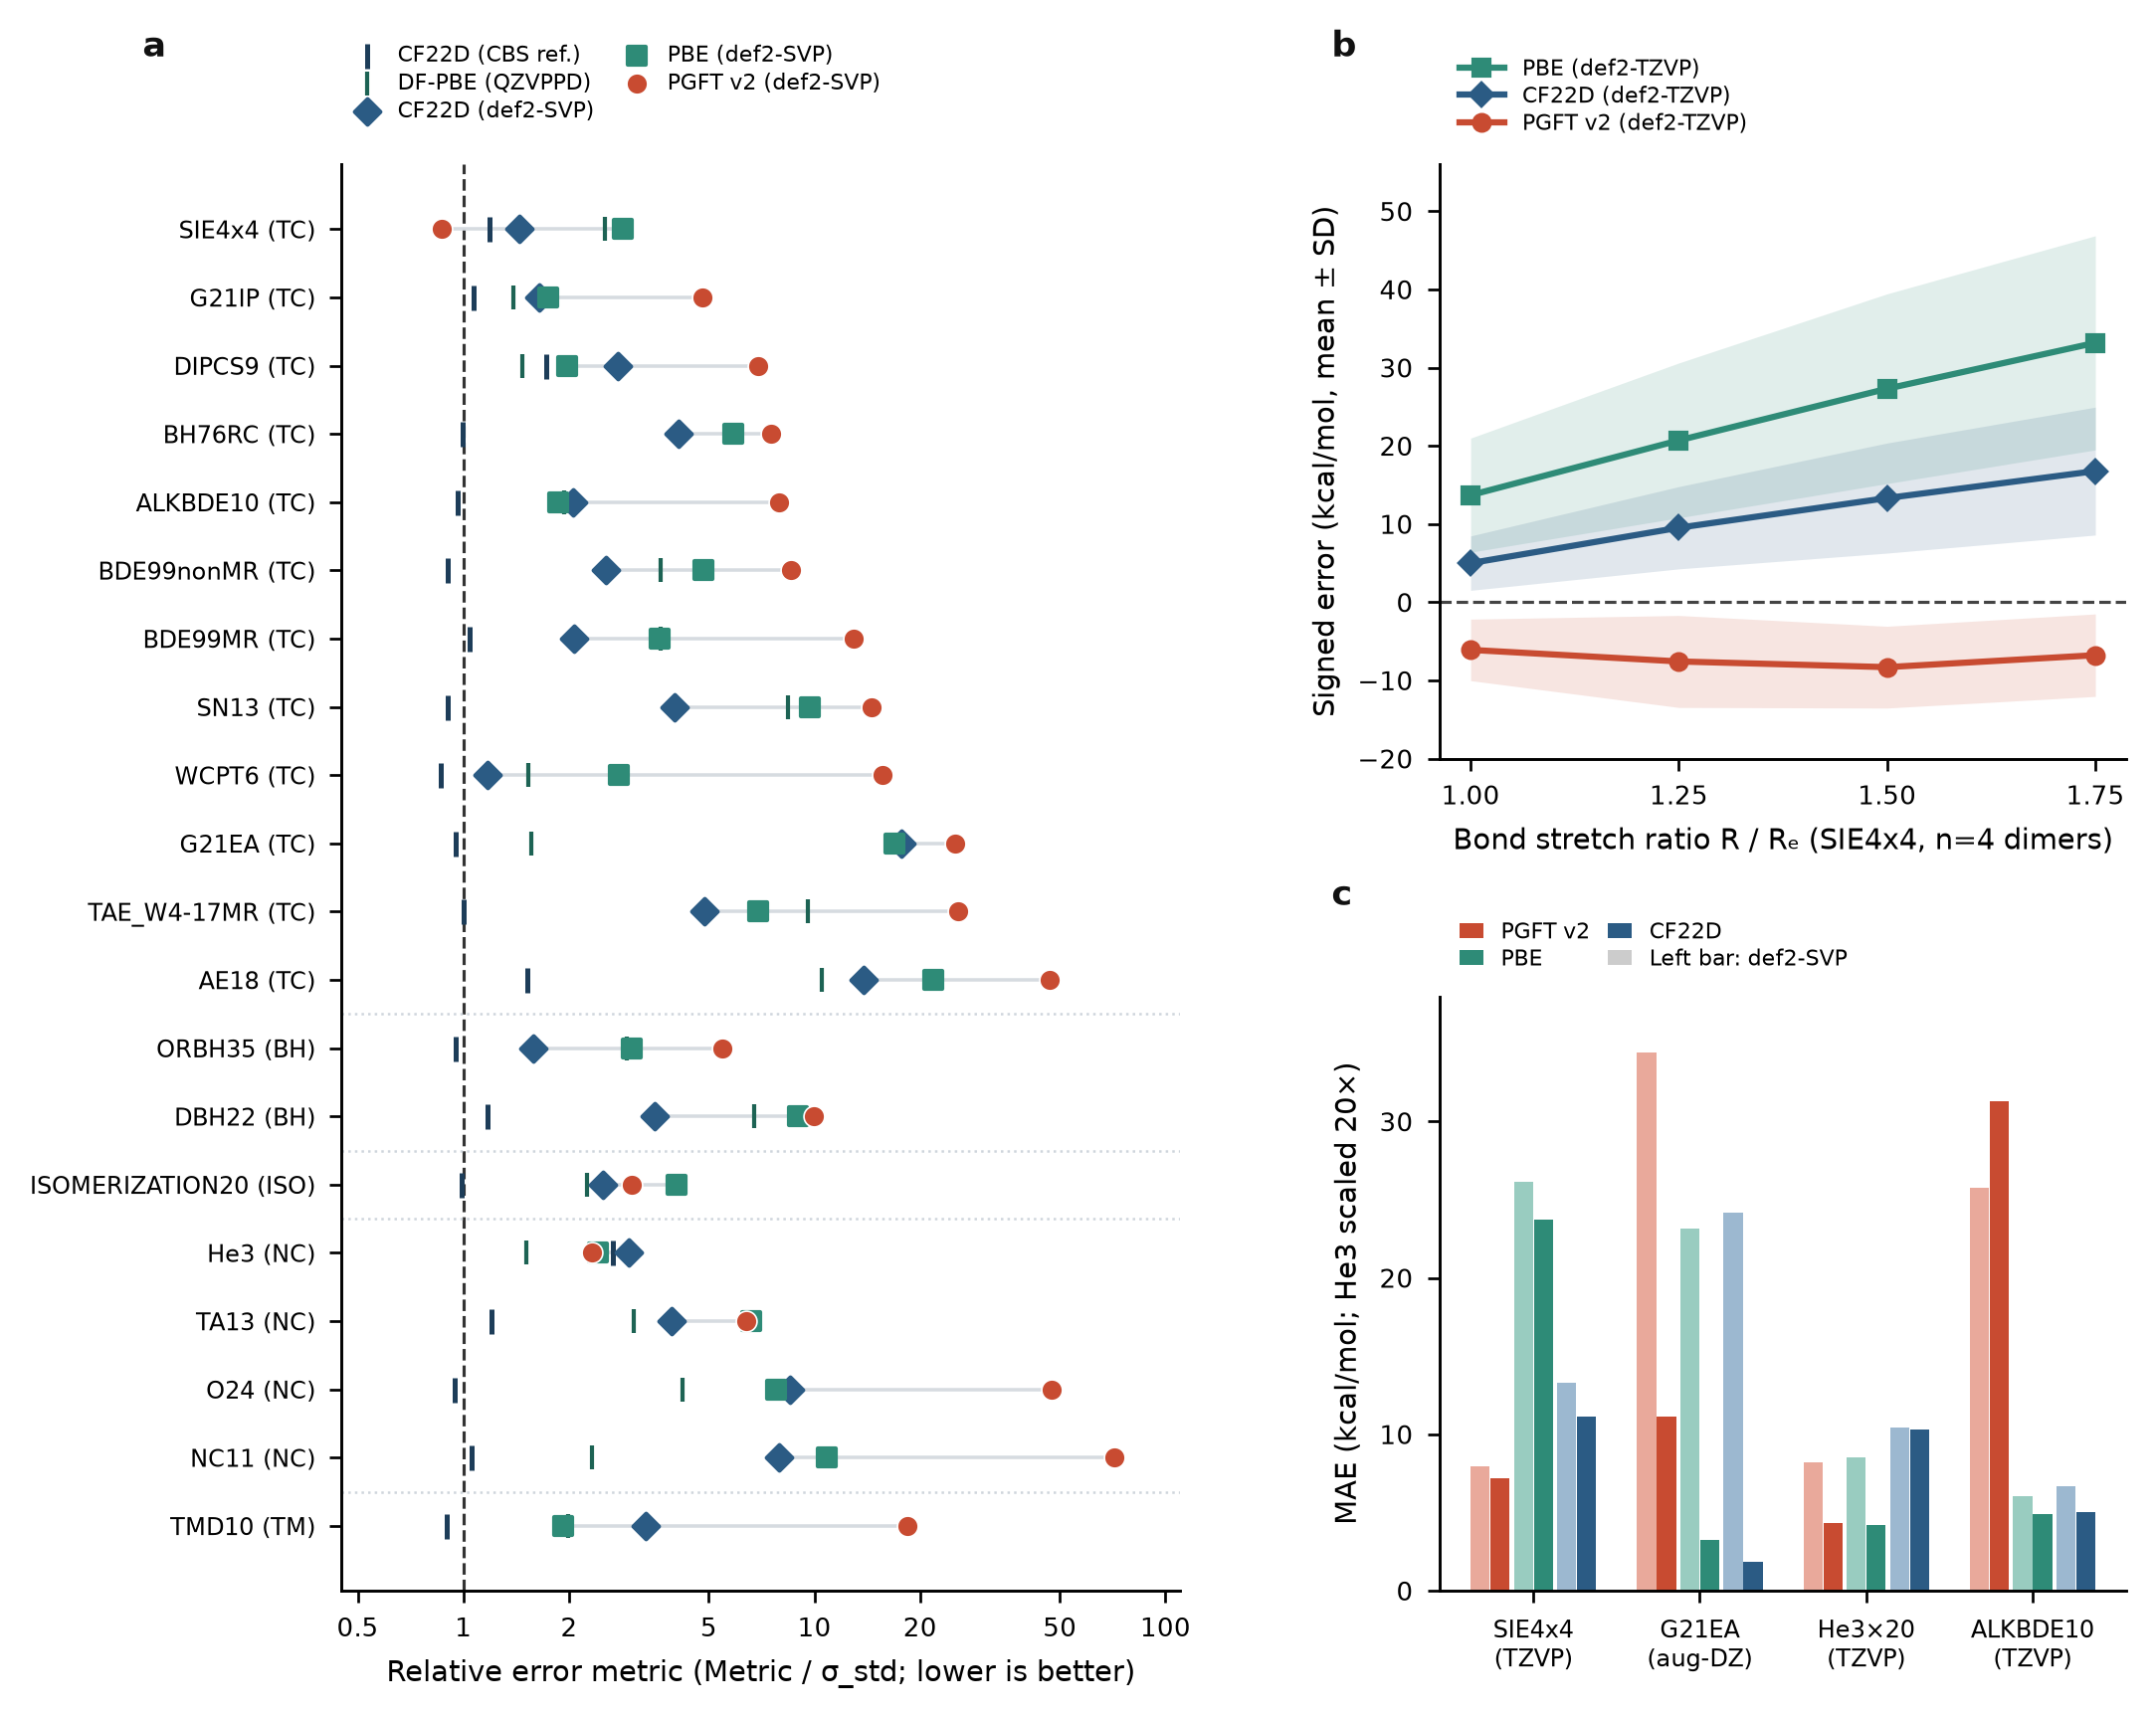 a
CF22D (CBS ref.)
DF-PBE (QZVPPD)
CF22D (def2-SVP)
PBE (def2-SVP)
PGFT v2 (def2-SVP)
SIE4x4 (TC)
G21IP (TC)
DIPCS9 (TC)
BH76RC (TC)
ALKBDE10 (TC)
BDE99nonMR (TC)
BDE99MR (TC)
SN13 (TC)
WCPT6 (TC)
G21EA (TC)
TAE_W4-17MR (TC)
AE18 (TC)
ORBH35 (BH)
DBH22 (BH)
ISOMERIZATION20 (ISO)
He3 (NC)
TA13 (NC)
O24 (NC)
NC11 (NC)
TMD10 (TM)
0.5 1 2 5 10 20 50 100
Relative error metric (Metric / σ_std; lower is better)
b
PBE (def2-TZVP)
CF22D (def2-TZVP)
PGFT v2 (def2-TZVP)
Signed error (kcal/mol, mean ± SD)
50
40
30
20
10
0
−10
−20
1.00 1.25 1.50 1.75
Bond stretch ratio R / Rₑ (SIE4x4, n=4 dimers)
c
PGFT v2
PBE
CF22D
Left bar: def2-SVP
MAE (kcal/mol; He3 scaled 20×)
30
20
10
0
SIE4x4
(TZVP)
G21EA
(aug-DZ)
He3×20
(TZVP)
ALKBDE10
(TZVP)